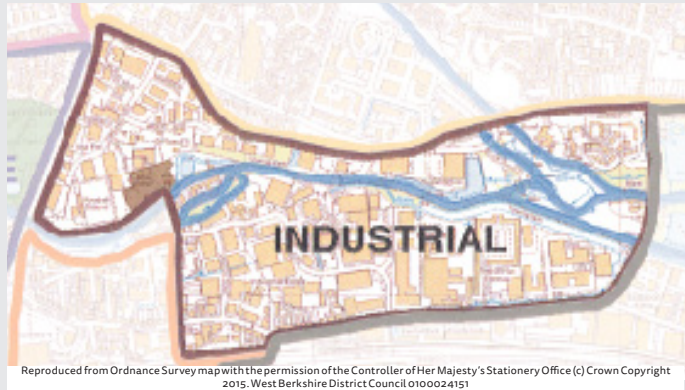 INDUSTRIAL
Reproduced from Ordnance Survey map with the permission of the Controller of Her Majesty's Stationery Office (c) Crown Copyright
2015. West Berkshire District Council 0100024151